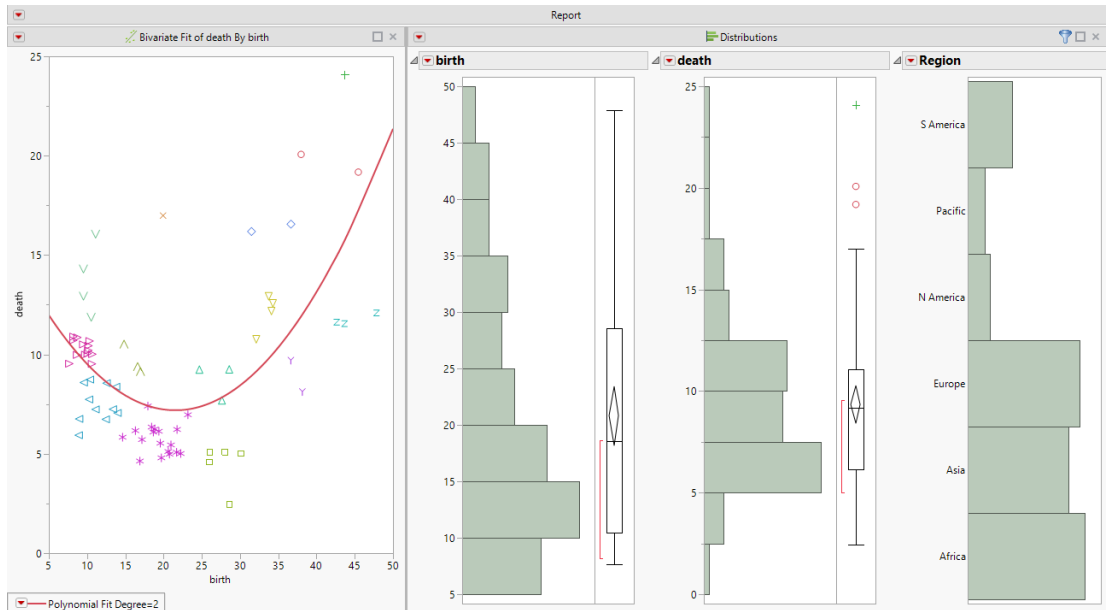 Report
Bivariate Fit of death By birth
25
20
15
10
5
0
death
5 10 15 20 25 30 35 40 45 50
birth
Polynomial Fit Degree=2
Distributions
birth
50
45
40
35
30
25
20
15
10
5
death
25
20
15
10
5
0
Region
S America
Pacific
N America
Europe
Asia
Africa